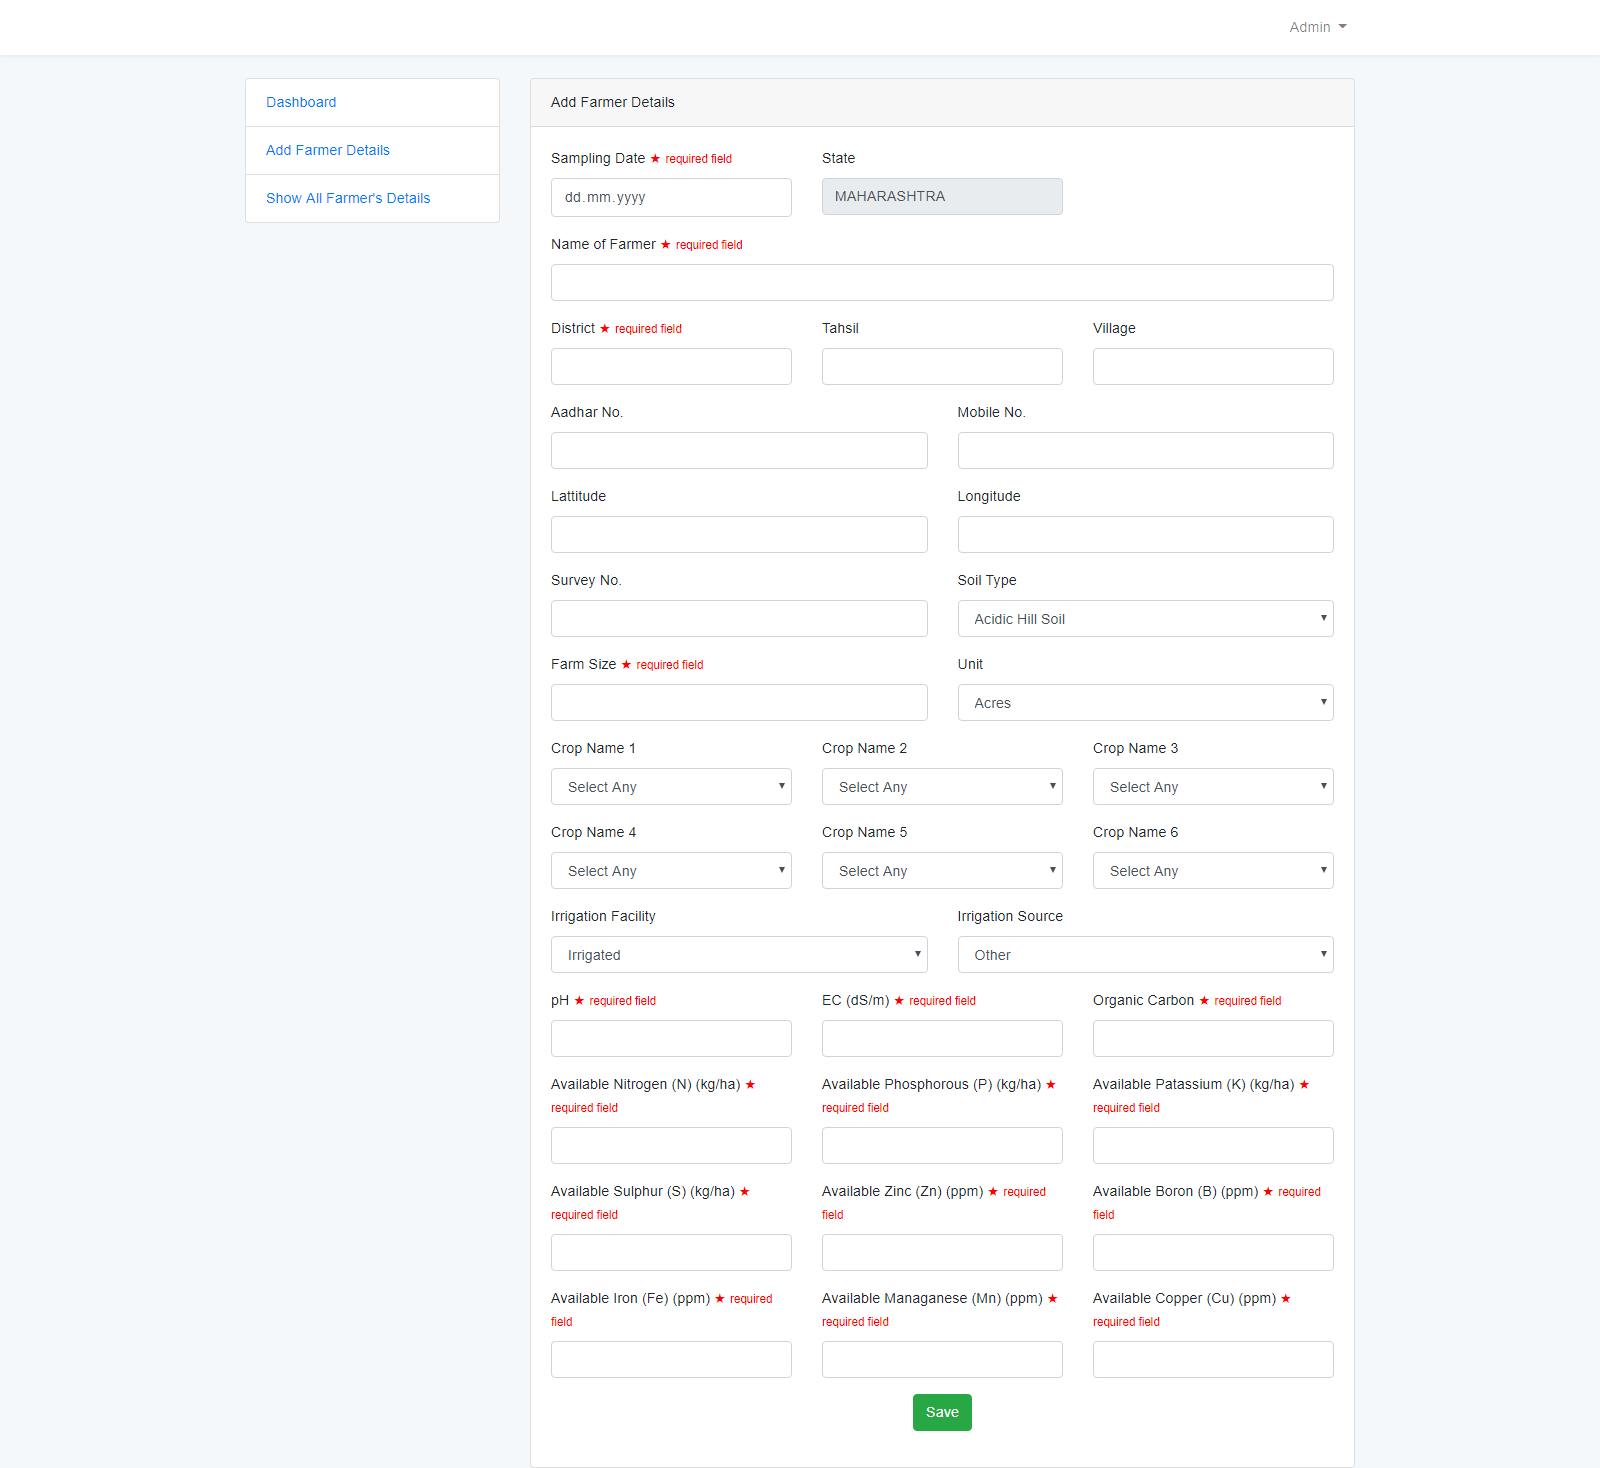 Admin
Dashboard
Add Farmer Details
Show All Farmer's Details
Add Farmer Details
Sampling Date ★ required field
State
dd.mm.yyyy
MAHARASHTRA
Name of Farmer ★ required field
District ★ required field
Tahsil
Village
Aadhar No.
Mobile No.
Lattitude
Longitude
Survey No.
Soil Type
Acidic Hill Soil
Farm Size ★ required field
Unit
Acres
Crop Name 1
Crop Name 2
Crop Name 3
Select Any
Select Any
Select Any
Crop Name 4
Crop Name 5
Crop Name 6
Select Any
Select Any
Select Any
Irrigation Facility
Irrigation Source
Irrigated
Other
pH ★ required field
EC (dS/m) ★ required field
Organic Carbon ★ required field
Available Nitrogen (N) (kg/ha) ★
required field
Available Phosphorous (P) (kg/ha) ★
required field
Available Patassium (K) (kg/ha) ★
required field
Available Sulphur (S) (kg/ha) ★
required field
Available Zinc (Zn) (ppm) ★ required
field
Available Boron (B) (ppm) ★ required
field
Available Iron (Fe) (ppm) ★ required
field
Available Managanese (Mn) (ppm) ★
required field
Available Copper (Cu) (ppm) ★
required field
Save